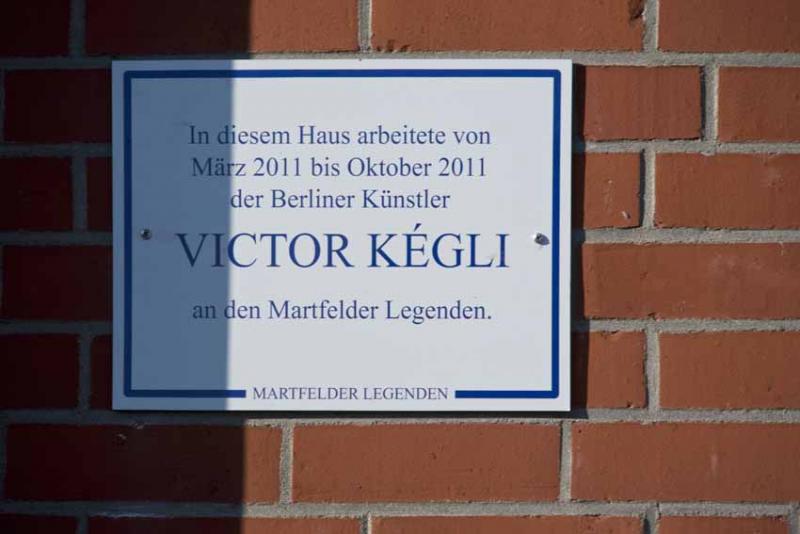 In diesem Haus arbeitete von
März 2011 bis Oktober 2011
der Berliner Künstler
VICTOR KÉGLI
an den Martfelder Legenden.
MARTFELDER LEGENDEN